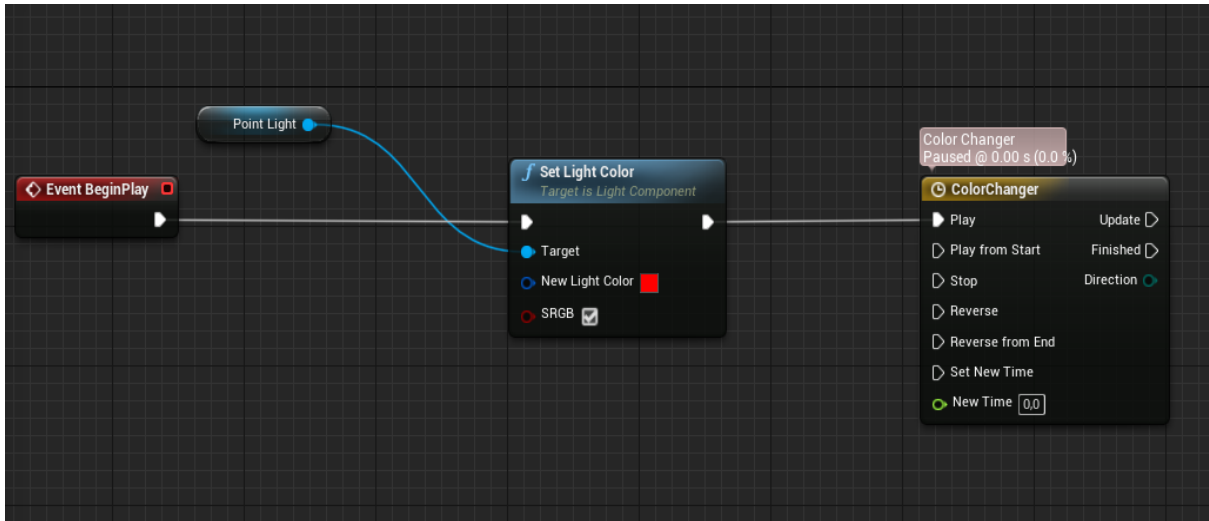 Point Light
Event BeginPlay
Set Light Color
Target is Light Component
Target
New Light Color
SRGB
Color Changer
Paused @ 0.00 s (0.0 %)
ColorChanger
Play Update
Play from Start Finished
Stop Direction
Reverse
Reverse from End
Set New Time
New Time 0,0